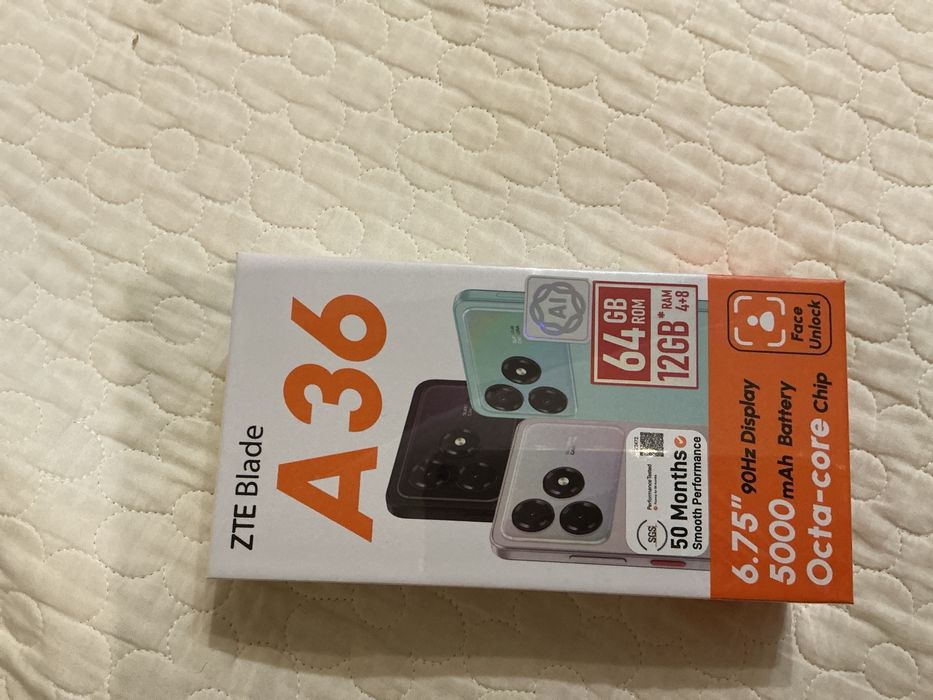 ZTE Blade
A36
AI
64 GB ROM
12GB* RAM 4+8
SGS
Performance Tested
50 Months
Smooth Performance
6.75" 90Hz Display
5000mAh Battery
Octa-core Chip
Face
Unlock